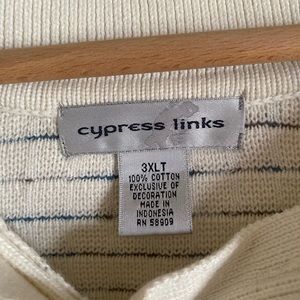 cypress links
3XLT
100% COTTON
EXCLUSIVE OF
DECORATION
MADE IN
INDONESIA
RN 58909